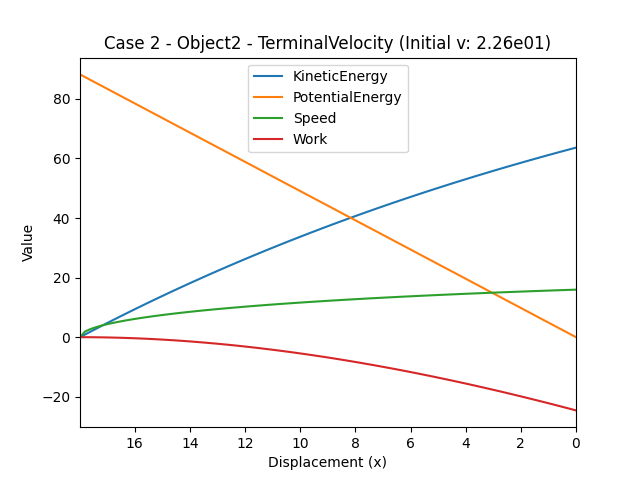 Case 2 - Object2 - TerminalVelocity (Initial v: 2.26e01)
KineticEnergy
PotentialEnergy
Speed
Work
Value
80
60
40
20
0
−20
16
14
12
10
8
6
4
2
0
Displacement (x)